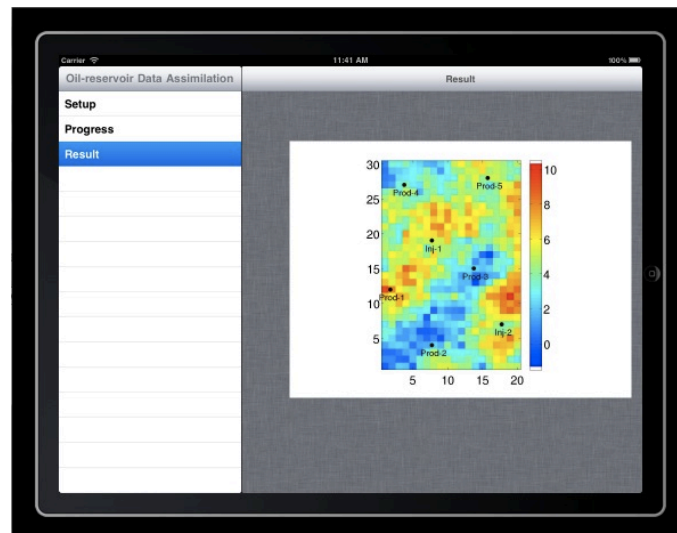 Carrier
11:41 AM
100%
Oil-reservoir Data Assimilation
Result
Setup
Progress
Result
30
25
20
15
10
5
5 10 15 20
Prod-4
Prod-5
Inj-1
Prod-3
Prod-1
Inj-2
Prod-2
10
8
6
4
2
0